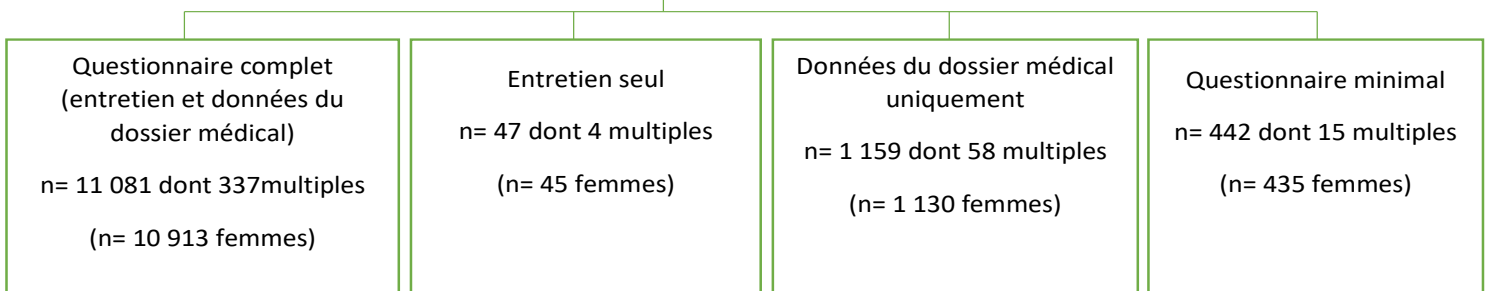 Questionnaire complet
(entretien et données du
dossier médical)
n= 11 081 dont 337multiples
(n= 10 913 femmes)
Entretien seul
n= 47 dont 4 multiples
(n= 45 femmes)
Données du dossier médical
uniquement
n= 1 159 dont 58 multiples
(n= 1 130 femmes)
Questionnaire minimal
n= 442 dont 15 multiples
(n= 435 femmes)